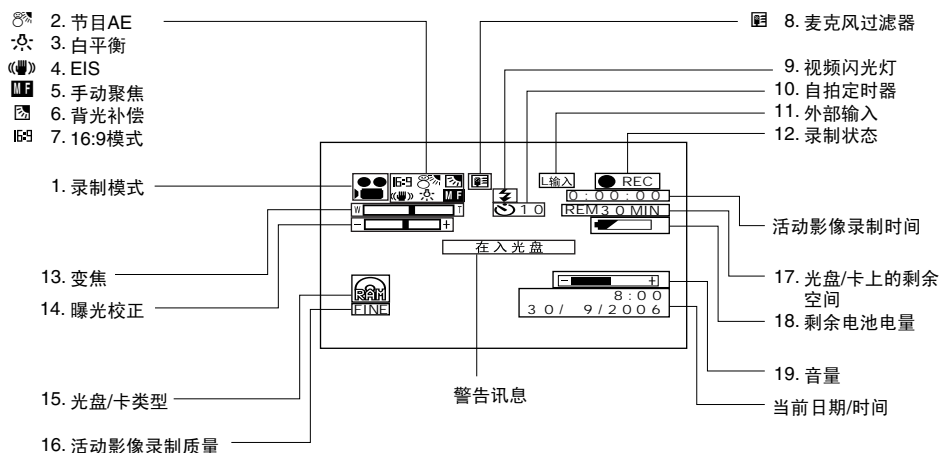 2. 节目AE
3. 白平衡
4. EIS
MF 5. 手动聚焦
6. 背光补偿
16:9 7. 16:9模式
8. 麦克风过滤器
9. 视频闪光灯
10. 自拍定时器
11. 外部输入
12. 录制状态
1. 录制模式
16:9
MF
L输入
REC
0:00:00
W T
10
REM30 MIN
- +
在入光盘
活动影像录制时间
13. 变焦
14. 曝光校正
RAM
FINE
- +
8:00
30/ 9/2006
17. 光盘/卡上的剩余
空间
18. 剩余电池电量
15. 光盘/卡类型
警告讯息
19. 音量
当前日期/时间
16. 活动影像录制质量